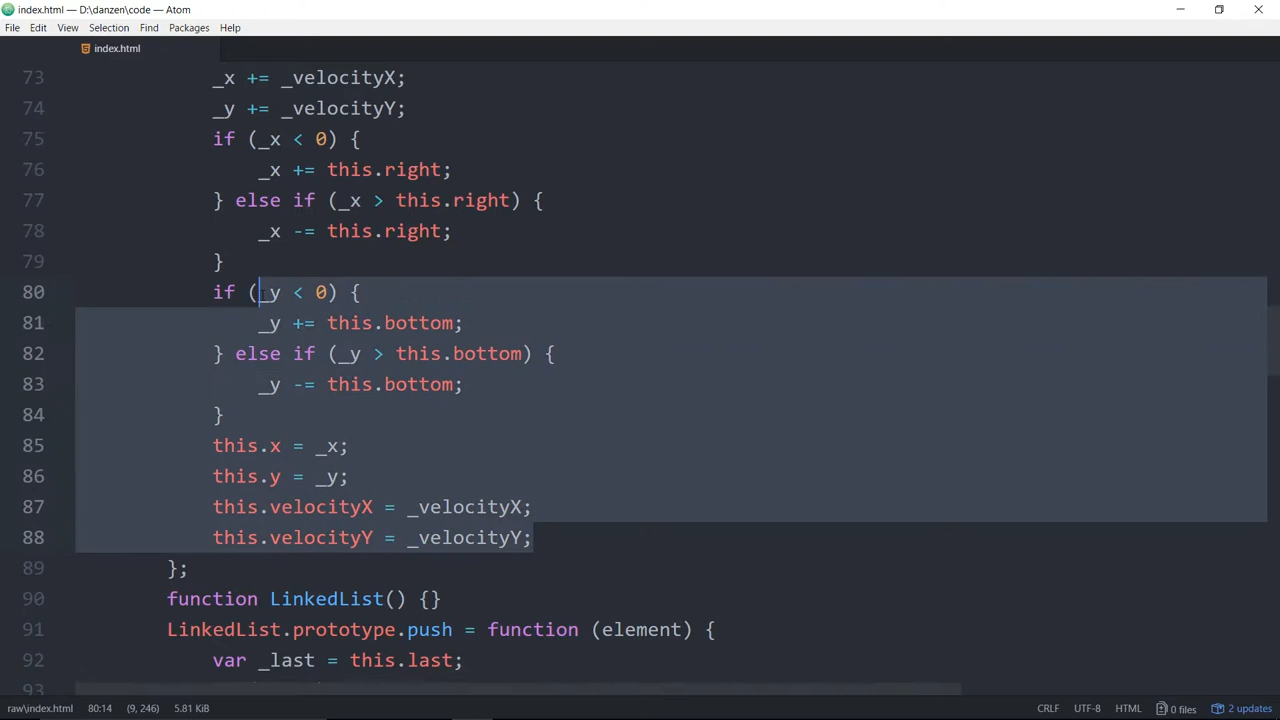 index.html — D:\danzen\code — Atom
File Edit View Selection Find Packages Help
index.html
73 _x += _velocityX;
74 _y += _velocityY;
75 if (_x < 0) {
76 _x += this.right;
77 } else if (_x > this.right) {
78 _x -= this.right;
79 }
80 if (_y < 0) {
81 _y += this.bottom;
82 } else if (_y > this.bottom) {
83 _y -= this.bottom;
84 }
85 this.x = _x;
86 this.y = _y;
87 this.velocityX = _velocityX;
88 this.velocityY = _velocityY;
89 };
90 function LinkedList() {}
91 LinkedList.prototype.push = function (element) {
92 var _last = this.last;
93
raw\index.html 80:14 (9, 246) 5.81 KiB CRLF UTF-8 HTML 0 files 2 updates